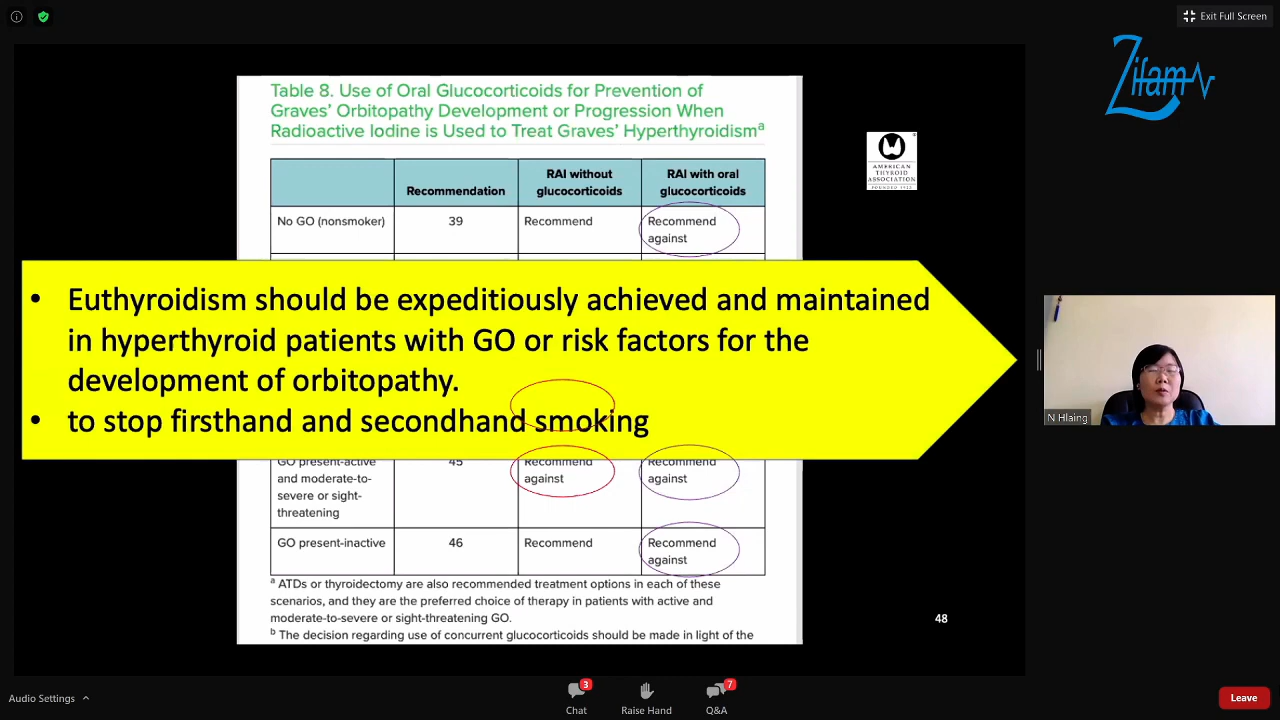 Exit Full Screen
Zifam
Table 8. Use of Oral Glucocorticoids for Prevention of
Graves' Orbitopathy Development or Progression When
Radioactive Iodine is Used to Treat Graves' Hyperthyroidismᵃ
Recommendation
RAI without
glucocorticoids
RAI with oral
glucocorticoids
No GO (nonsmoker)
39
Recommend
Recommend
against
AMERICAN
THYROID
ASSOCIATION
FOUNDED 1923
• Euthyroidism should be expeditiously achieved and maintained
in hyperthyroid patients with GO or risk factors for the
development of orbitopathy.
• to stop firsthand and secondhand smoking
GO present-active
and moderate-to-
severe or sight-
threatening
45
Recommend
against
Recommend
against
GO present-inactive
46
Recommend
Recommend
against
ᵃ ATDs or thyroidectomy are also recommended treatment options in each of these
scenarios, and they are the preferred choice of therapy in patients with active and
moderate-to-severe or sight-threatening GO.
ᵇ The decision regarding use of concurrent glucocorticoids should be made in light of the
48
N Hlaing
Audio Settings
3
Chat
Raise Hand
7
Q&A
Leave